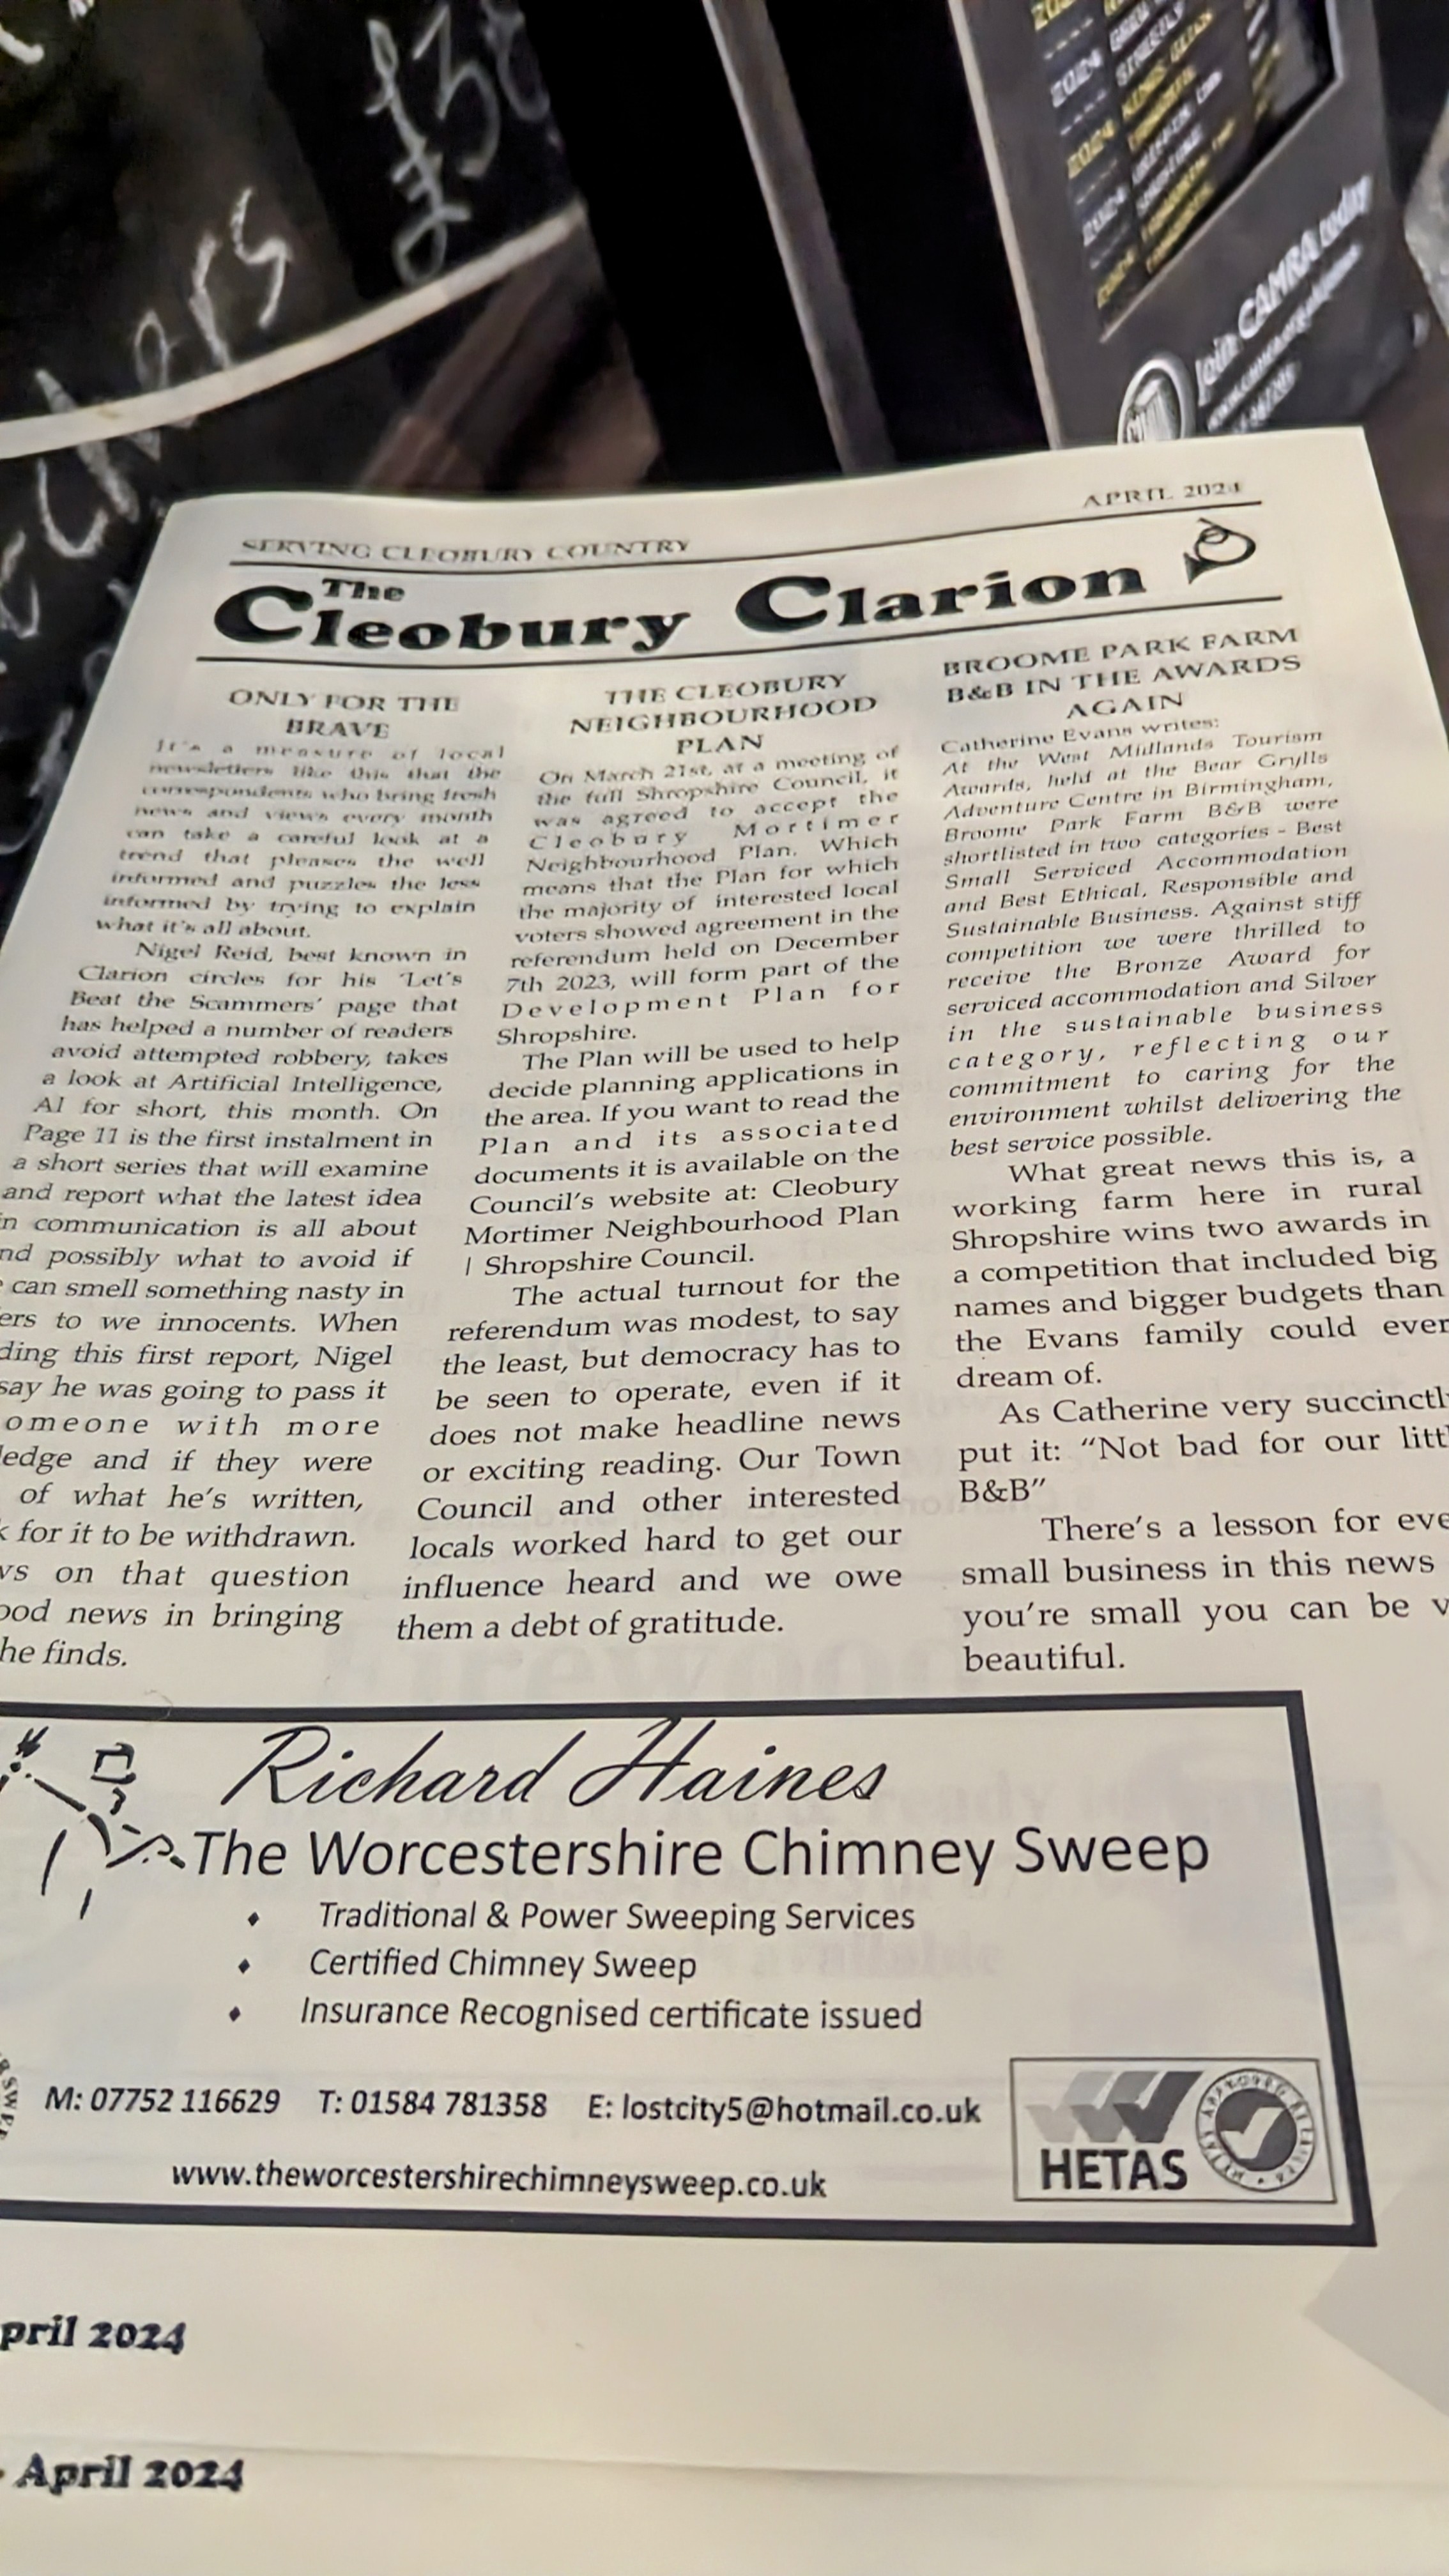 £30
APRIL 2024
SERVING CLEOBURY COUNTRY
The
Cleobury Clarion
ONLY FOR THE
BRAVE
It's a measure of local
newsletters like this that the
correspondents who bring fresh
news and views every month
can take a careful look at a
trend that pleases the well
informed and puzzles the less
informed by trying to explain
what it's all about.
Nigel Reid, best known in
Clarion circles for his 'Let's
Beat the Scammers' page that
has helped a number of readers
avoid attempted robbery, takes
a look at Artificial Intelligence,
AI for short, this month. On
Page 11 is the first instalment in
a short series that will examine
and report what the latest idea
n communication is all about
nd possibly what to avoid if
can smell something nasty in
ers to we innocents. When
ding this first report, Nigel
say he was going to pass it
omeone with more
ledge and if they were
of what he's written,
k for it to be withdrawn.
ws on that question
ood news in bringing
he finds.
THE CLEOBURY
NEIGHBOURHOOD
PLAN
On March 21st, at a meeting of
the full Shropshire Council, it
was agreed to accept the
Cleobury Mortimer
Neighbourhood Plan. Which
means that the Plan for which
the majority of interested local
voters showed agreement in the
referendum held on December
7th 2023, will form part of the
Development Plan for
Shropshire.
The Plan will be used to help
decide planning applications in
the area. If you want to read the
Plan and its associated
documents it is available on the
Council's website at: Cleobury
Mortimer Neighbourhood Plan
| Shropshire Council.
The actual turnout for the
referendum was modest, to say
the least, but democracy has to
be seen to operate, even if it
does not make headline news
or exciting reading. Our Town
Council and other interested
locals worked hard to get our
influence heard and we owe
them a debt of gratitude.
BROOME PARK FARM
B&B IN THE AWARDS
AGAIN
Catherine Evans writes:
At the West Midlands Tourism
Awards, held at the Bear Grylls
Adventure Centre in Birmingham,
Broome Park Farm B&B were
shortlisted in two categories - Best
Small Serviced Accommodation
and Best Ethical, Responsible and
Sustainable Business. Against stiff
competition we were thrilled to
receive the Bronze Award for
serviced accommodation and Silver
in the sustainable business
category, reflecting our
commitment to caring for the
environment whilst delivering the
best service possible.
What great news this is, a
working farm here in rural
Shropshire wins two awards in
a competition that included big
names and bigger budgets than
the Evans family could ever
dream of.
As Catherine very succinctl
put it: "Not bad for our littl
B&B"
There's a lesson for eve
small business in this news
you're small you can be v
beautiful.
Richard Haines
The Worcestershire Chimney Sweep
Traditional & Power Sweeping Services
Certified Chimney Sweep
Insurance Recognised certificate issued
M: 07752 116629 T: 01584 781358 E: lostcity5@hotmail.co.uk
www.theworcestershirechimneysweep.co.uk
HETAS
pril 2024
- April 2024
Join CAMRA today